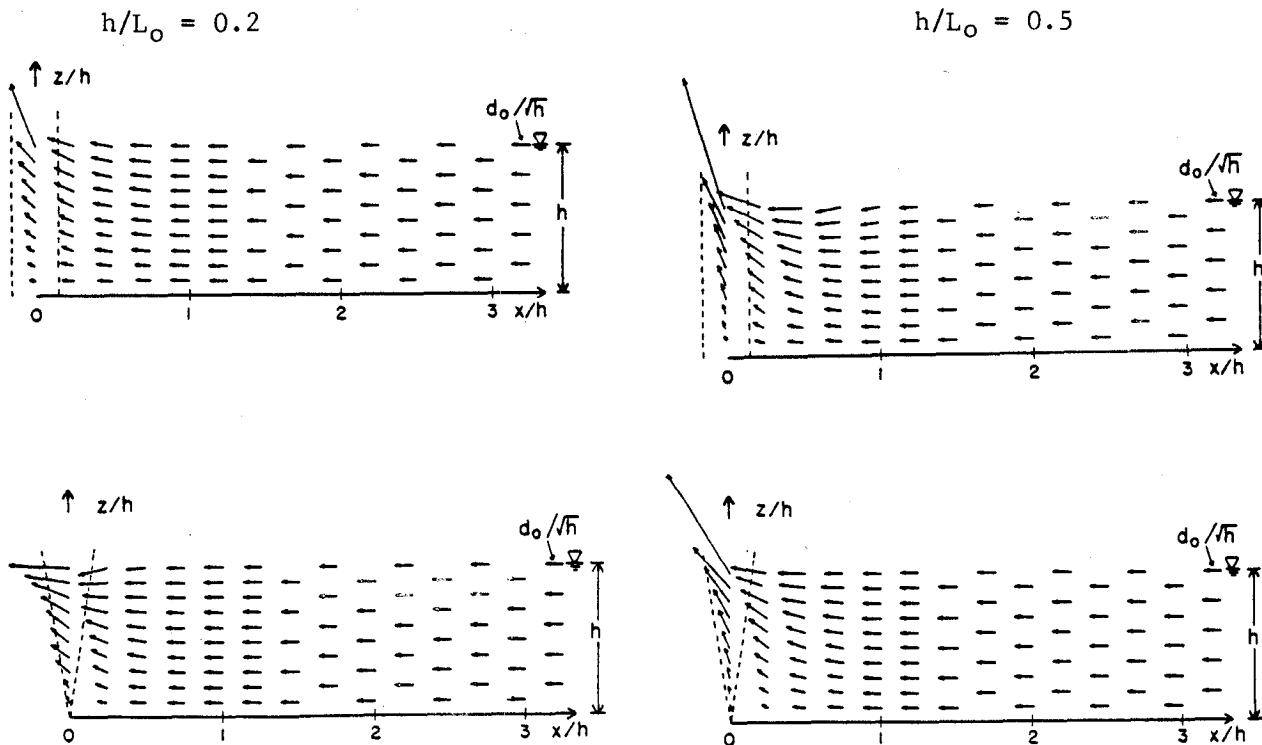 h/L₀ = 0.2
h/L₀ = 0.5
z/h
d₀/√h
h
0 1 2 3 x/h
z/h
d₀/√h
h
0 1 2 3 x/h
z/h
d₀/√h
h
0 1 2 3 x/h
z/h
d₀/√h
h
0 1 2 3 x/h